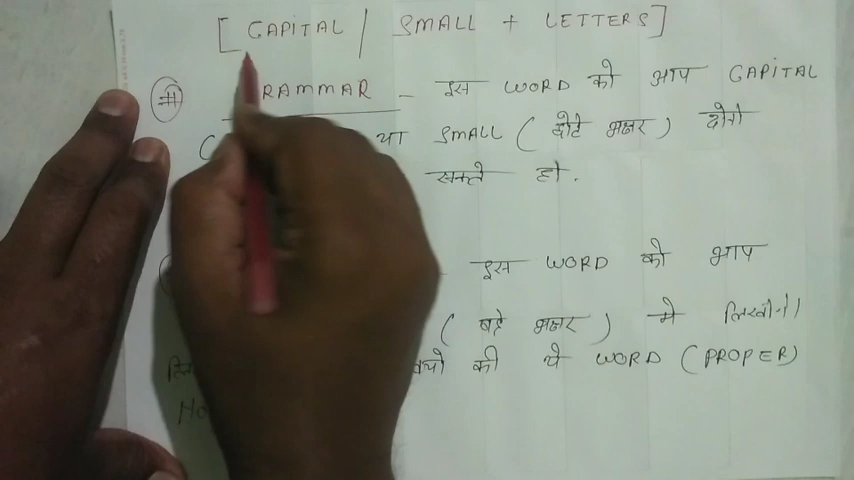 [ CAPITAL / SMALL + LETTERS ]
RAMMAR - इस WORD को आप CAPITAL
( या SMALL ( छोटे अक्षर ) दोनो
सकते हो.
इस WORD को आप
( बड़े अक्षर ) मे लिखोगे।
क्यो की ये WORD (PROPER)